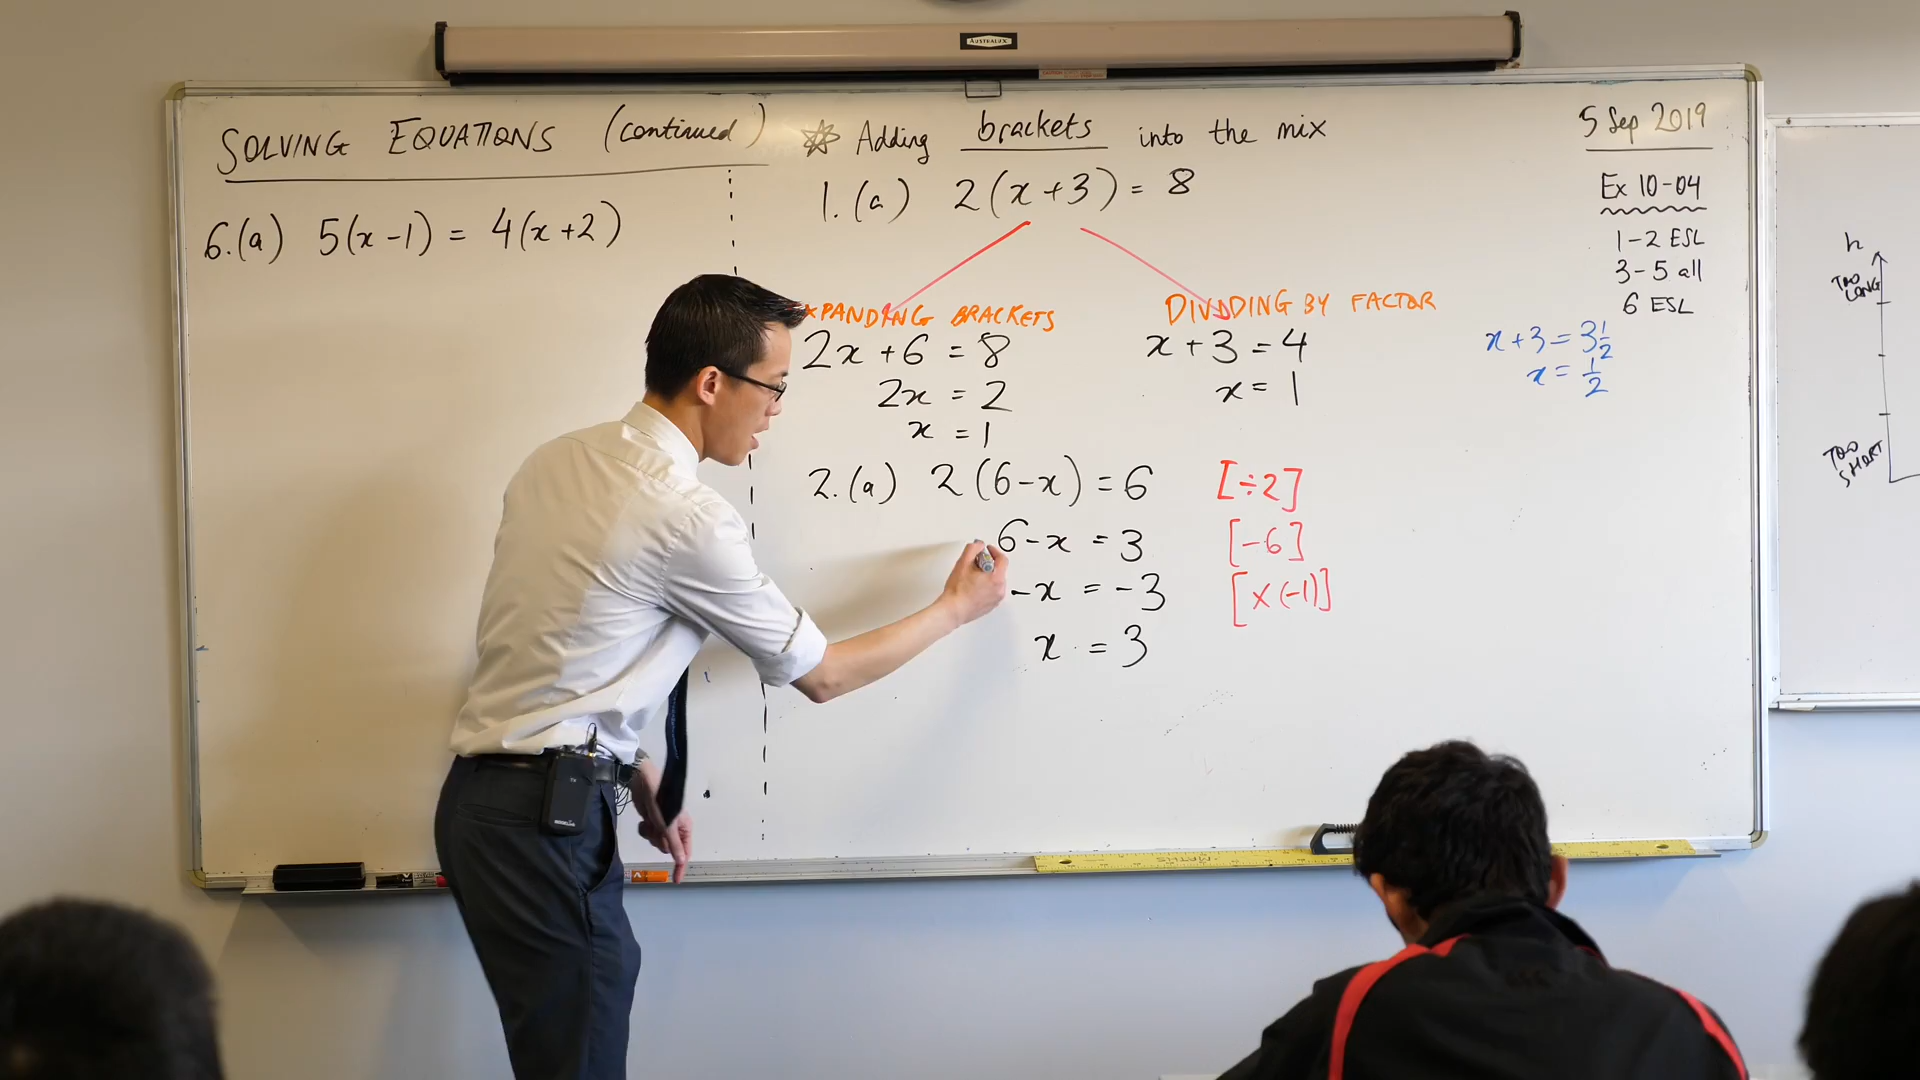 AUSTRALUX
SOLVING EQUATIONS (continued)
6.(a) 5(x-1) = 4(x+2)
Adding brackets into the mix
1.(a) 2(x+3) = 8
XPANDING BRACKETS
2x+6 = 8
2x = 2
x = 1
DIVIDING BY FACTOR
x+3 = 4
x = 1
x+3 = 3½
x = ½
2.(a) 2(6-x) = 6 [÷2]
6-x = 3 [-6]
-x = -3 [×(-1)]
x = 3
5 Sep 2019
Ex 10-04
1-2 ESL
3-5 all
6 ESL
h
TOO LONG
TOO SHORT
MATHS